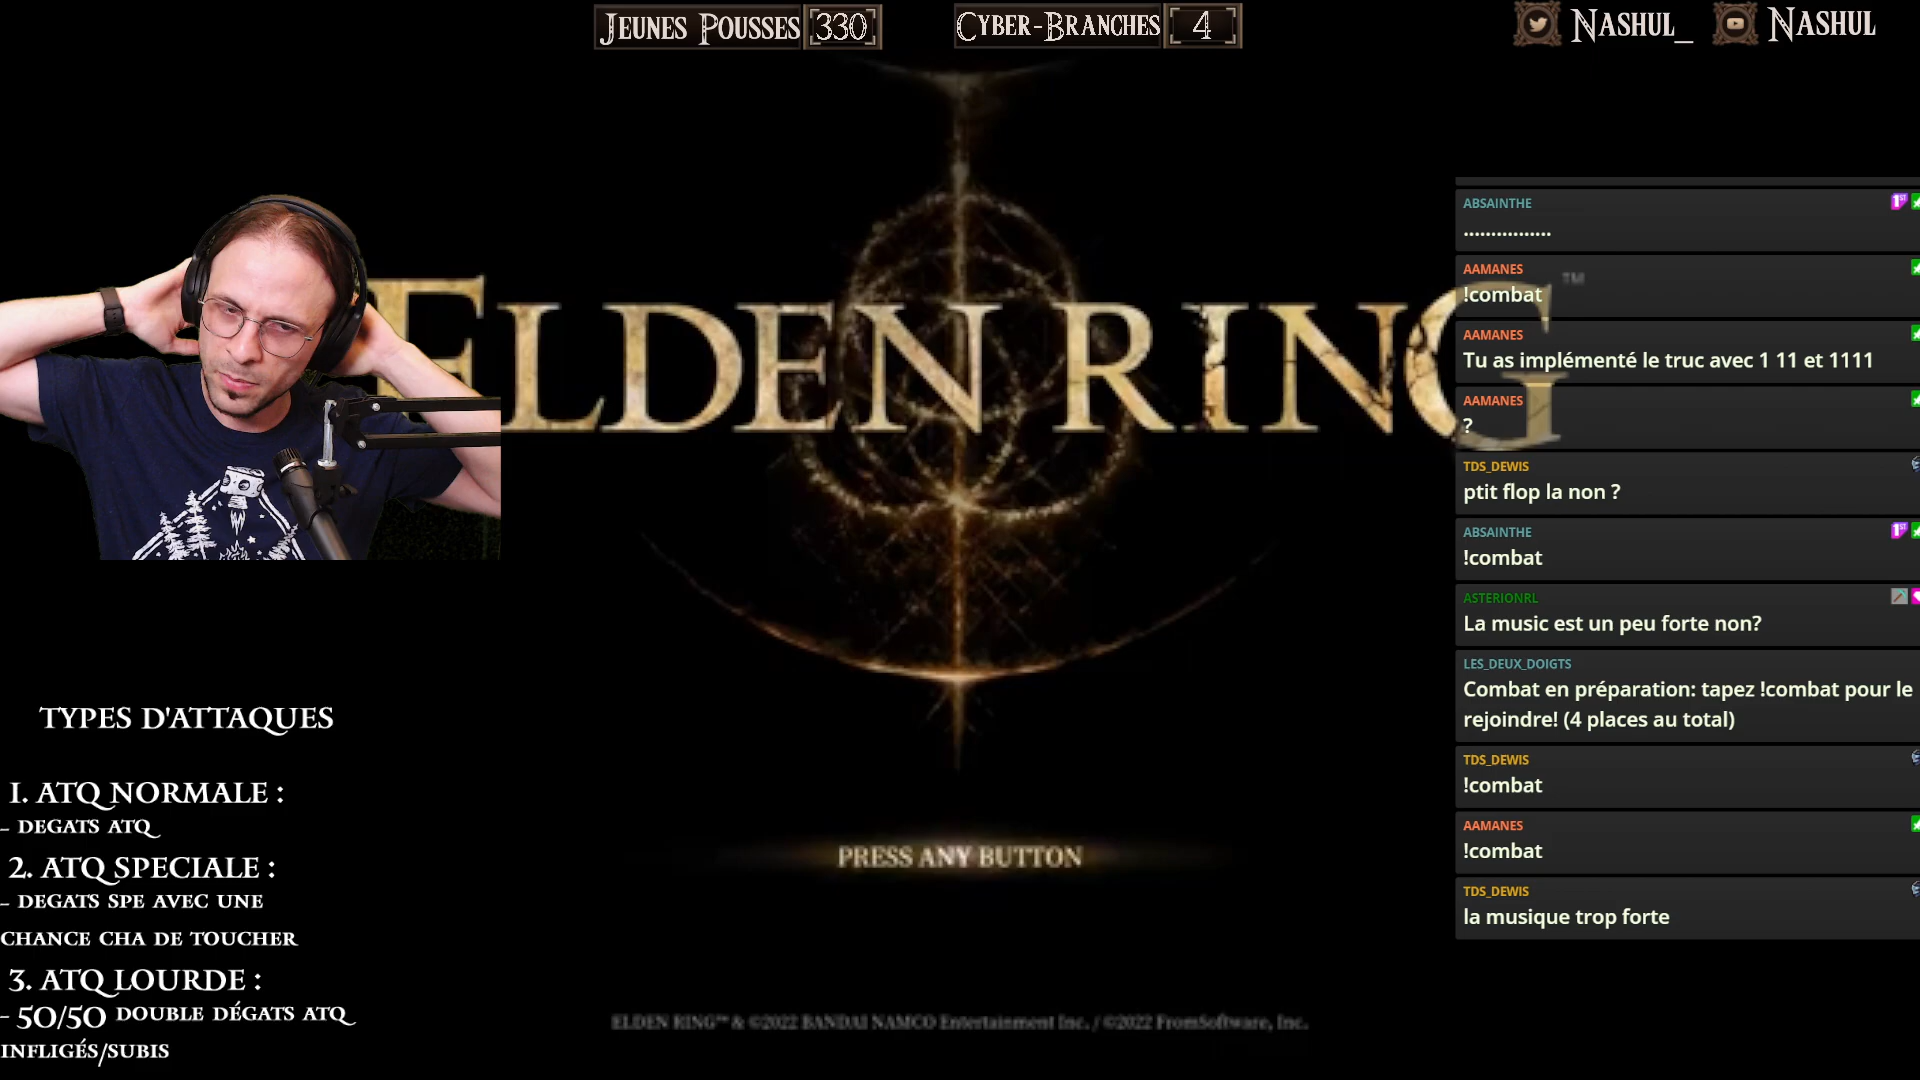 JEUNES POUSSES 330
CYBER-BRANCHES 4
NASHUL_
NASHUL
ELDEN RING™
PRESS ANY BUTTON
ELDEN RING™ & ©2022 BANDAI NAMCO Entertainment Inc. / ©2022 FromSoftware, Inc.
TYPES D'ATTAQUES
1. ATQ NORMALE :
- DEGATS ATQ
2. ATQ SPECIALE :
- DEGATS SPE AVEC UNE
CHANCE CHA DE TOUCHER
3. ATQ LOURDE :
- 50/50 DOUBLE DÉGATS ATQ
INFLIGÉS/SUBIS
ABSAINTHE
................
AAMANES
!combat
AAMANES
Tu as implémenté le truc avec 1 11 et 1111
AAMANES
?
TDS_DEWIS
ptit flop la non ?
ABSAINTHE
!combat
ASTERIONRL
La music est un peu forte non?
LES_DEUX_DOIGTS
Combat en préparation: tapez !combat pour le
rejoindre! (4 places au total)
TDS_DEWIS
!combat
AAMANES
!combat
TDS_DEWIS
la musique trop forte